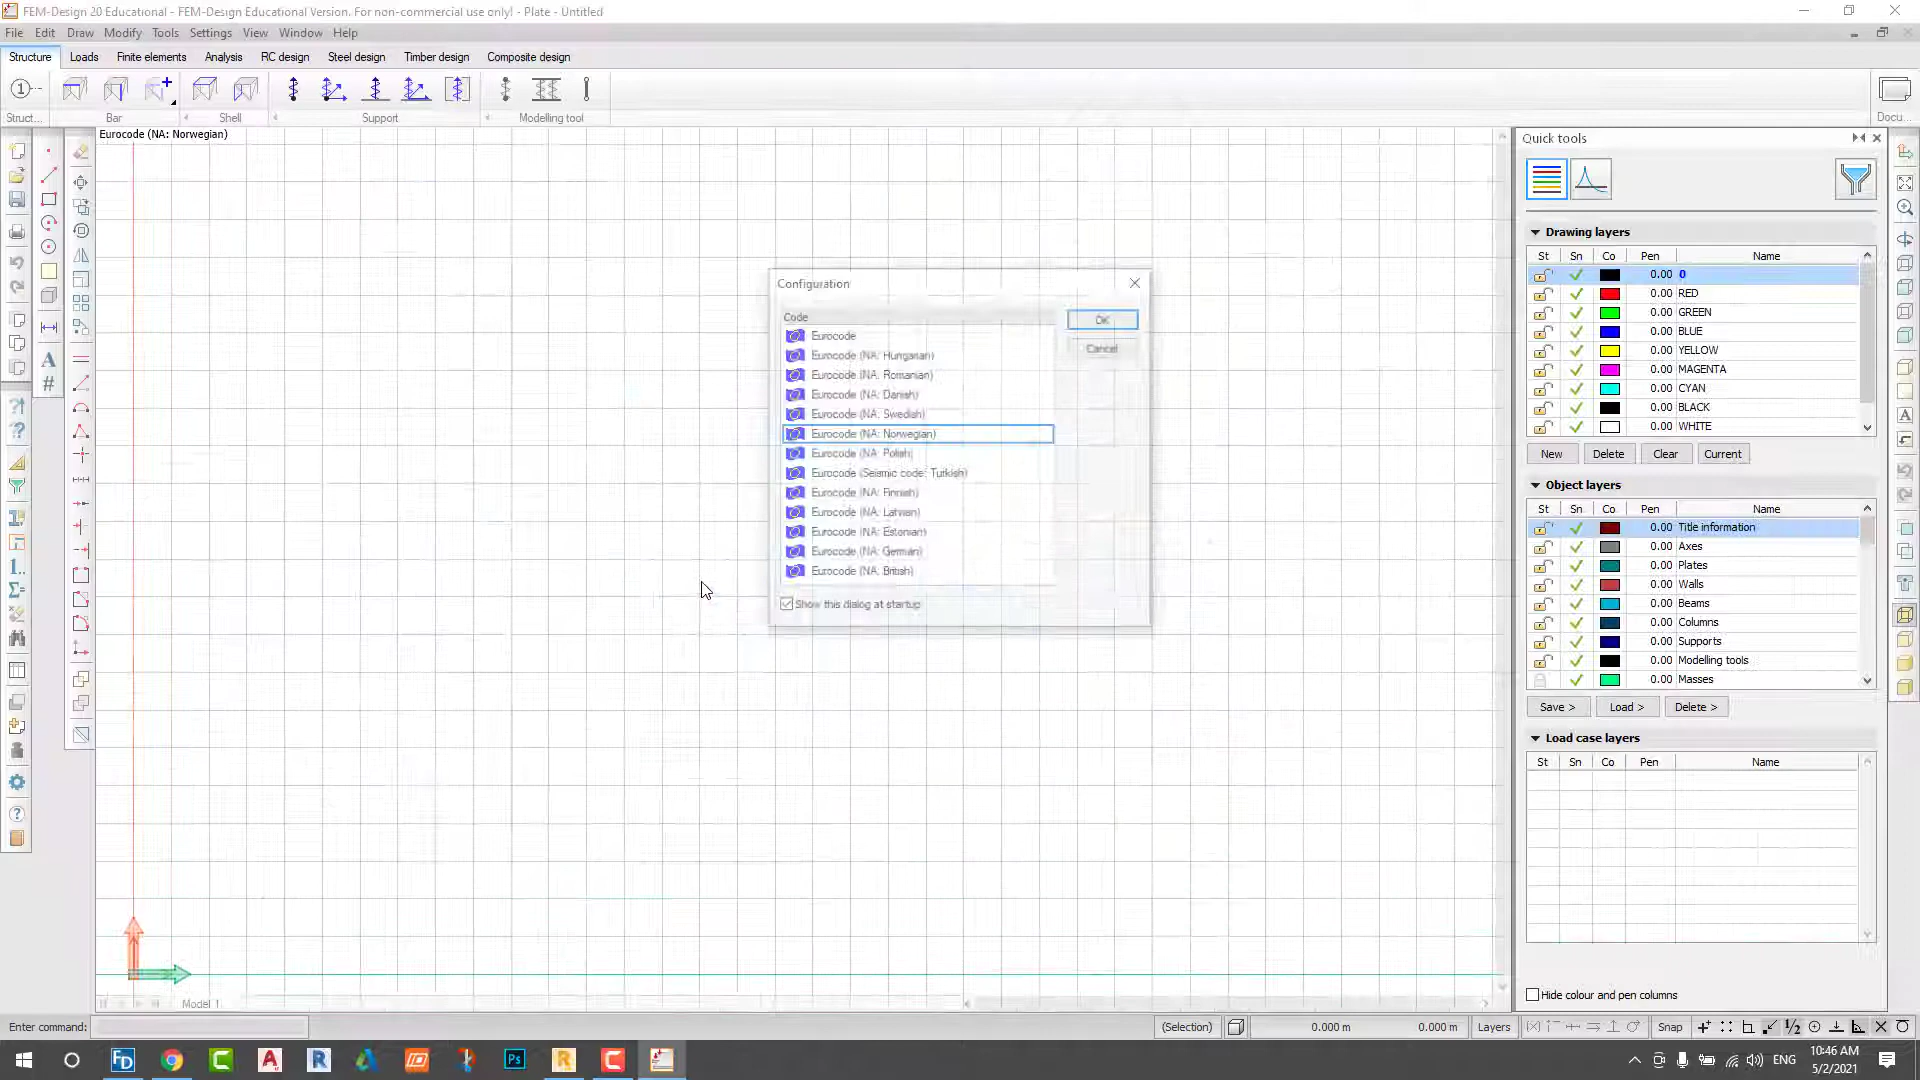 FEM-Design 20 Educational - FEM-Design Educational Version. For non-commercial use only! - Plate - Untitled
File Edit Draw Modify Tools Settings View Window Help
Structure Loads Finite elements Analysis RC design Steel design Timber design Composite design
Struct... Bar Shell Support Modelling tool Docu...
Eurocode (NA: Norwegian)
Configuration
Code
Eurocode
Eurocode (NA: Hungarian)
Eurocode (NA: Romanian)
Eurocode (NA: Danish)
Eurocode (NA: Swedish)
Eurocode (NA: Norwegian)
Eurocode (NA: Polish)
Eurocode (Seismic code: Turkish)
Eurocode (NA: Finnish)
Eurocode (NA: Latvian)
Eurocode (NA: Estonian)
Eurocode (NA: German)
Eurocode (NA: British)
Show this dialog at startup
OK
Cancel
Quick tools
Drawing layers
St Sn Co Pen Name
0.00 0
0.00 RED
0.00 GREEN
0.00 BLUE
0.00 YELLOW
0.00 MAGENTA
0.00 CYAN
0.00 BLACK
0.00 WHITE
New Delete Clear Current
Object layers
St Sn Co Pen Name
0.00 Title information
0.00 Axes
0.00 Plates
0.00 Walls
0.00 Beams
0.00 Columns
0.00 Supports
0.00 Modelling tools
0.00 Masses
Save > Load > Delete >
Load case layers
St Sn Co Pen Name
Hide colour and pen columns
Model 1
Enter command: (Selection) 0.000 m 0.000 m Layers Snap 1/2
ENG 10:46 AM
5/2/2021